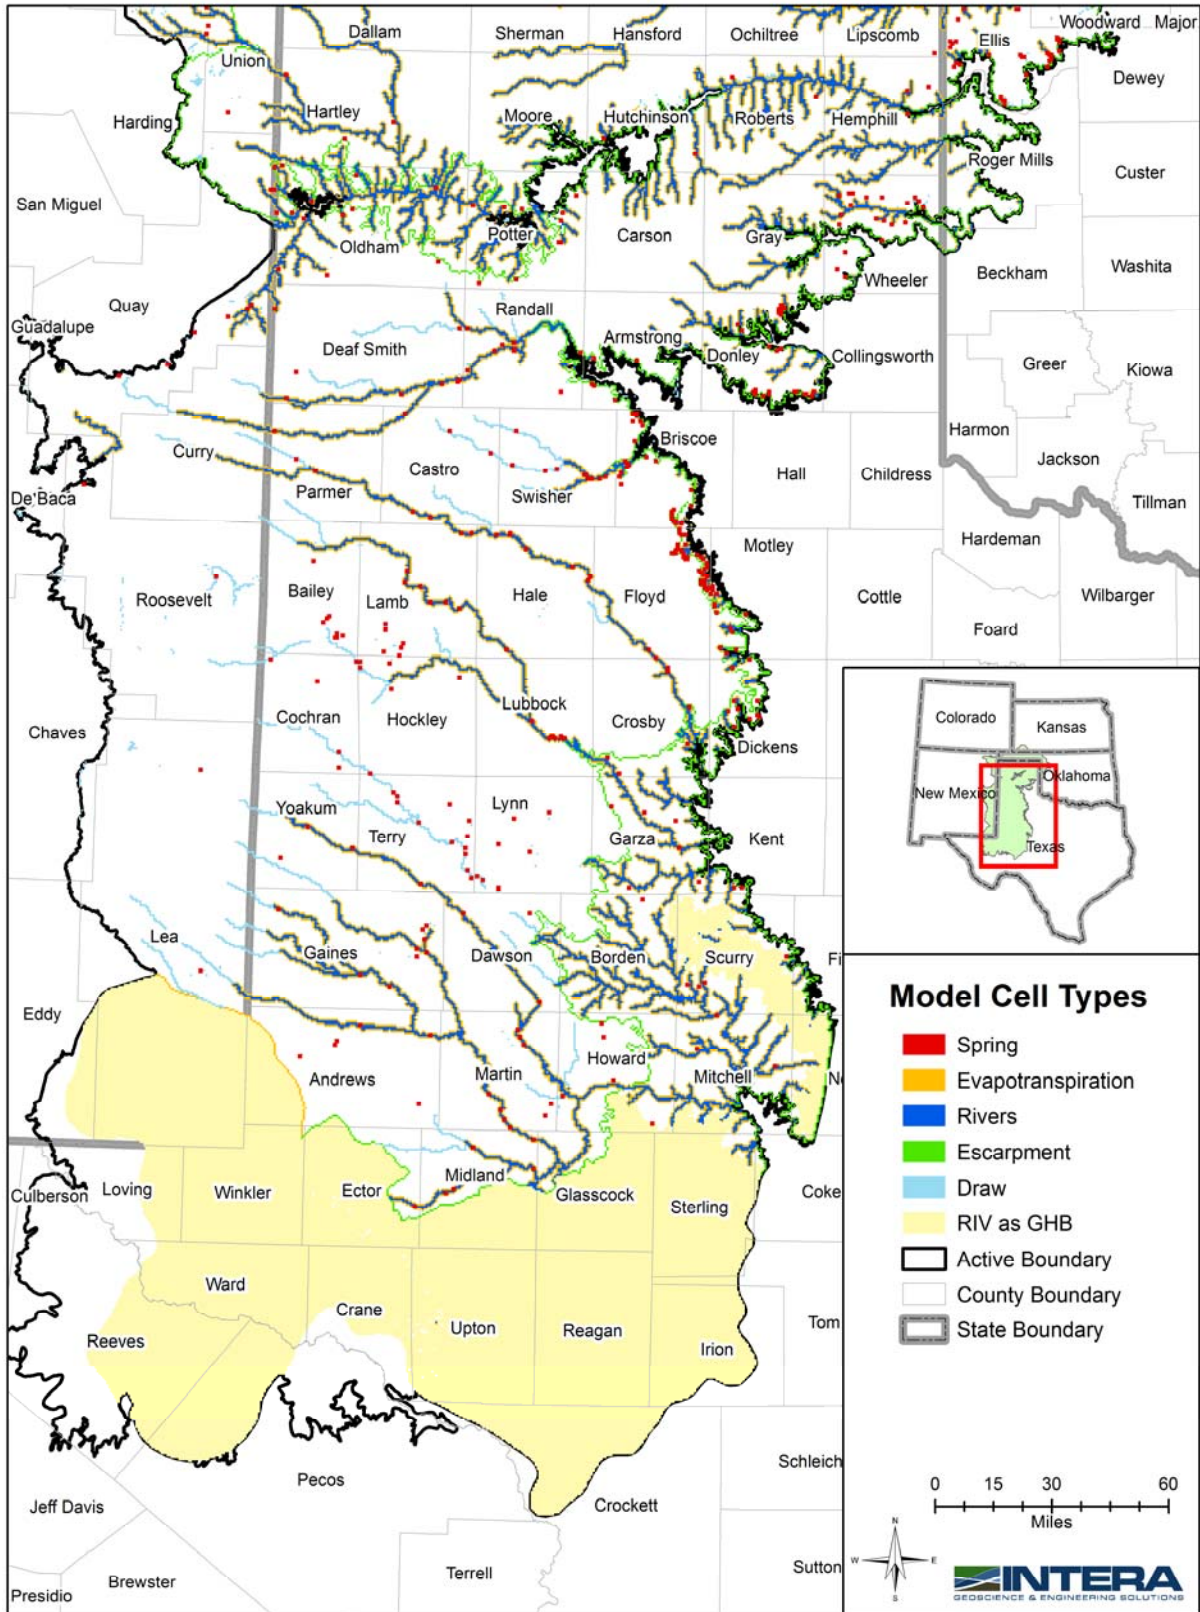 Dallam
Sherman
Hansford
Ochiltree
Lipscomb
Ellis
Woodward
Major
Union
Dewey
Harding
Hartley
Moore
Hutchinson
Roberts
Hemphill
Roger Mills
Custer
San Miguel
Oldham
Potter
Carson
Gray
Wheeler
Beckham
Washita
Quay
Guadalupe
Deaf Smith
Randall
Armstrong
Donley
Collingsworth
Greer
Kiowa
Curry
Castro
Briscoe
Harmon
Jackson
De Baca
Parmer
Swisher
Hall
Childress
Tillman
Motley
Hardeman
Roosevelt
Bailey
Lamb
Hale
Floyd
Cottle
Wilbarger
Foard
Chaves
Cochran
Hockley
Lubbock
Crosby
Dickens
Yoakum
Terry
Lynn
Garza
Kent
Lea
Gaines
Dawson
Borden
Scurry
Fi
Eddy
Andrews
Martin
Howard
Mitchell
No
Culberson
Loving
Winkler
Ector
Midland
Glasscock
Sterling
Coke
Ward
Crane
Upton
Reagan
Irion
Tom
Reeves
Pecos
Crockett
Schleich
Jeff Davis
Terrell
Sutton
Presidio
Brewster
Colorado
Kansas
New Mexico
Oklahoma
Texas
Model Cell Types
Spring
Evapotranspiration
Rivers
Escarpment
Draw
RIV as GHB
Active Boundary
County Boundary
State Boundary
0 15 30 60
Miles
N
W E
S
INTERA
GEOSCIENCE & ENGINEERING SOLUTIONS